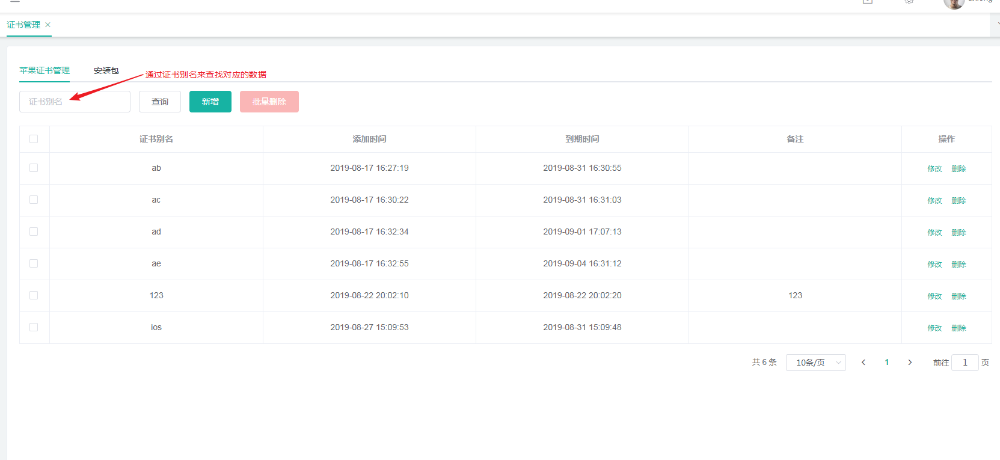 证书管理
苹果证书管理 安装包
通过证书别名来查找对应的数据
证书别名 查询 新增 批量删除
证书别名 添加时间 到期时间 备注 操作
ab 2019-08-17 16:27:19 2019-08-31 16:30:55 修改 删除
ac 2019-08-17 16:30:22 2019-08-31 16:31:03 修改 删除
ad 2019-08-17 16:32:34 2019-09-01 17:07:13 修改 删除
ae 2019-08-17 16:32:55 2019-09-04 16:31:12 修改 删除
123 2019-08-22 20:02:10 2019-08-22 20:02:20 123 修改 删除
ios 2019-08-27 15:09:53 2019-08-31 15:09:48 修改 删除
共 6 条 10条/页 1 前往 1 页